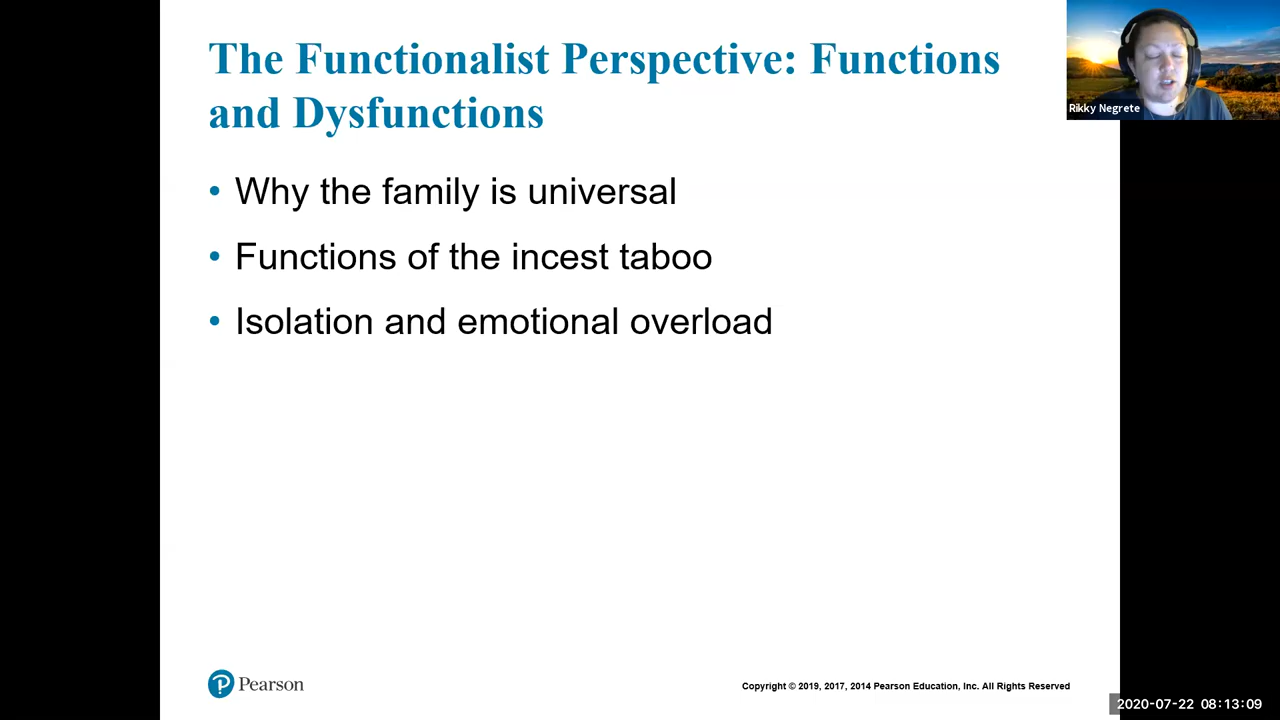 The Functionalist Perspective: Functions
and Dysfunctions
• Why the family is universal
• Functions of the incest taboo
• Isolation and emotional overload
Rikky Negrete
Pearson
Copyright © 2019, 2017, 2014 Pearson Education, Inc. All Rights Reserved
2020-07-22 08:13:09